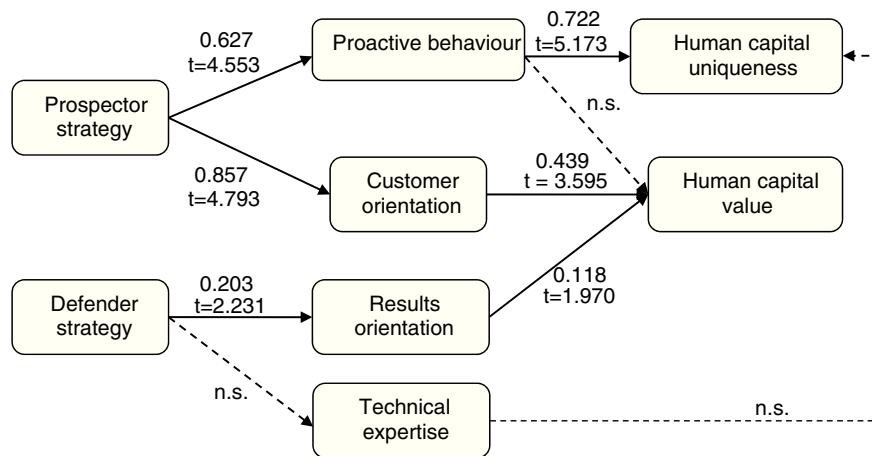 0.627
t=4.553
Proactive behaviour
0.722
t=5.173
Human capital
uniqueness
Prospector
strategy
n.s.
0.857
t=4.793
Customer
orientation
0.439
t = 3.595
Human capital
value
Defender
strategy
0.203
t=2.231
Results
orientation
0.118
t=1.970
n.s.
Technical
expertise
n.s.